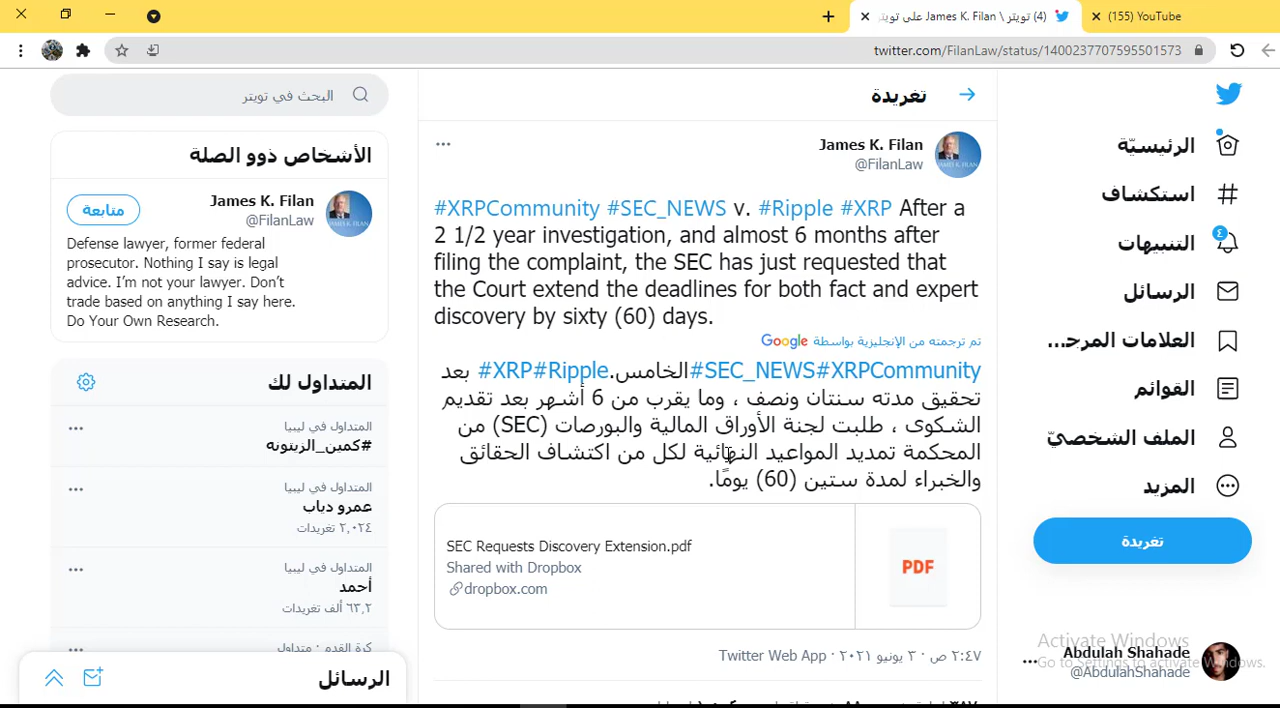 YouTube (155)
(4) تويتر \ James K. Filan على تويتر
twitter.com/FilanLaw/status/1400237707595501573
الرئيسيّة
استكشاف
التنبيهات
٤
الرسائل
العلامات المرجـ...
القوائم
الملف الشخصيّ
المزيد
تغريدة
Abdulah Shahade
@AbdulahShahade
Activate Windows
Go to Settings to activate Windows.
تغريدة
James K. Filan
@FilanLaw
#XRPCommunity #SEC_NEWS v. #Ripple #XRP After a
2 1/2 year investigation, and almost 6 months after
filing the complaint, the SEC has just requested that
the Court extend the deadlines for both fact and expert
discovery by sixty (60) days.
تم ترجمته من الإنجليزية بواسطة Google
#SEC_NEWS#XRPCommunityالخامس.#XRP#Ripple بعد
تحقيق مدته سنتان ونصف ، وما يقرب من 6 أشهر بعد تقديم
الشكوى ، طلبت لجنة الأوراق المالية والبورصات (SEC) من
المحكمة تمديد المواعيد النهائية لكل من اكتشاف الحقائق
والخبراء لمدة ستين (60) يومًا.
SEC Requests Discovery Extension.pdf
Shared with Dropbox
dropbox.com
PDF
٢:٤٧ ص · ٣ يونيو ٢٠٢١ · Twitter Web App
البحث في تويتر
الأشخاص ذوو الصلة
James K. Filan
@FilanLaw
متابعة
Defense lawyer, former federal
prosecutor. Nothing I say is legal
advice. I'm not your lawyer. Don't
trade based on anything I say here.
Do Your Own Research.
المتداول لك
المتداول في ليبيا
#كمين_الزيتونه
المتداول في ليبيا
عمرو دياب
٢,٠٢٤ تغريدات
المتداول في ليبيا
أحمد
٦٣,٢ ألف تغريدات
كرة القدم · متداول
الرسائل